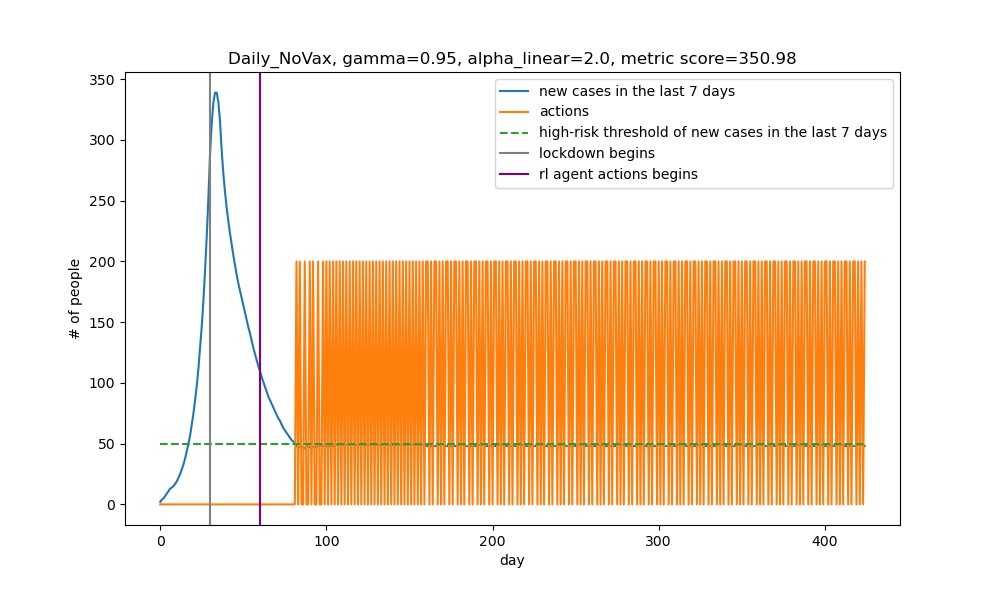 Daily_NoVax, gamma=0.95, alpha_linear=2.0, metric score=350.98
350
300
250
200
150
100
50
0
# of people
new cases in the last 7 days
actions
high-risk threshold of new cases in the last 7 days
lockdown begins
rl agent actions begins
0 100 200 300 400
day